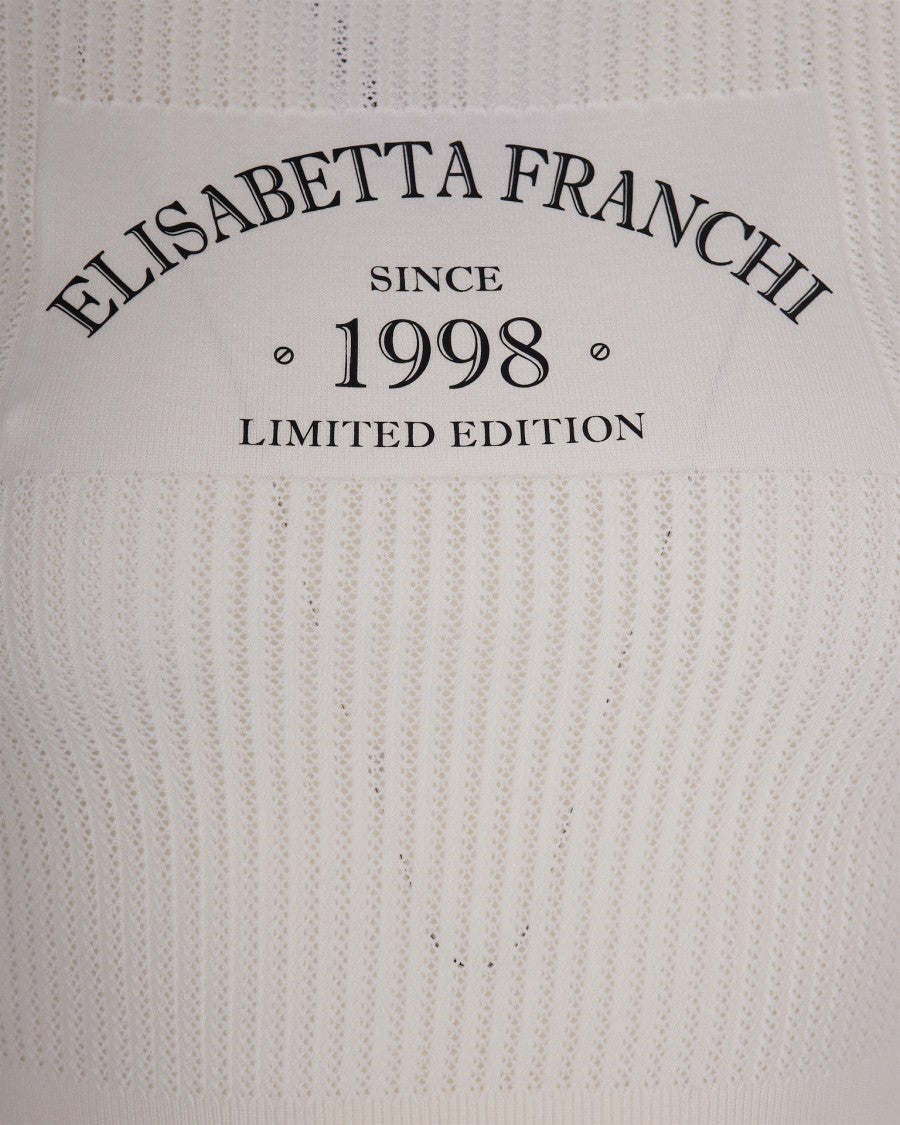 ELISABETTA FRANCHI
SINCE
1998
LIMITED EDITION